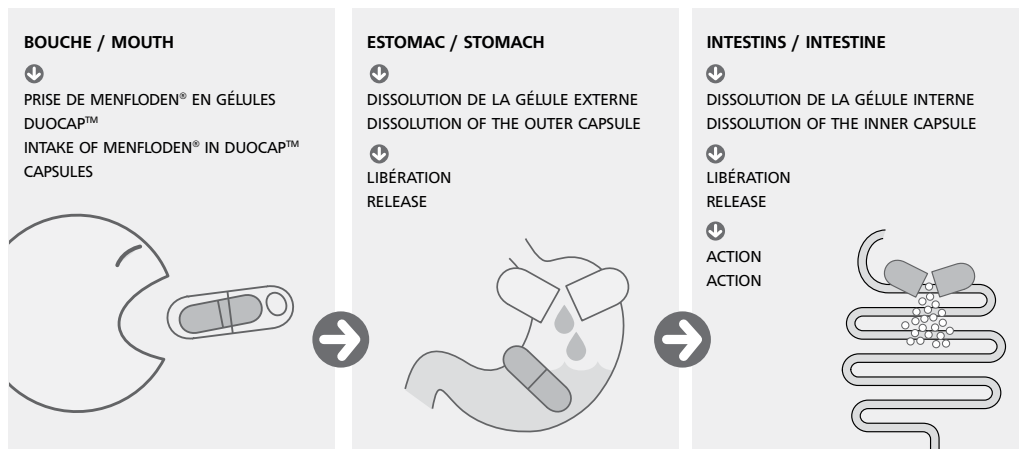 BOUCHE / MOUTH
PRISE DE MENFLODEN® EN GÉLULES
DUOCAP™
INTAKE OF MENFLODEN® IN DUOCAP™
CAPSULES
ESTOMAC / STOMACH
DISSOLUTION DE LA GÉLULE EXTERNE
DISSOLUTION OF THE OUTER CAPSULE
LIBÉRATION
RELEASE
INTESTINS / INTESTINE
DISSOLUTION DE LA GÉLULE INTERNE
DISSOLUTION OF THE INNER CAPSULE
LIBÉRATION
RELEASE
ACTION
ACTION